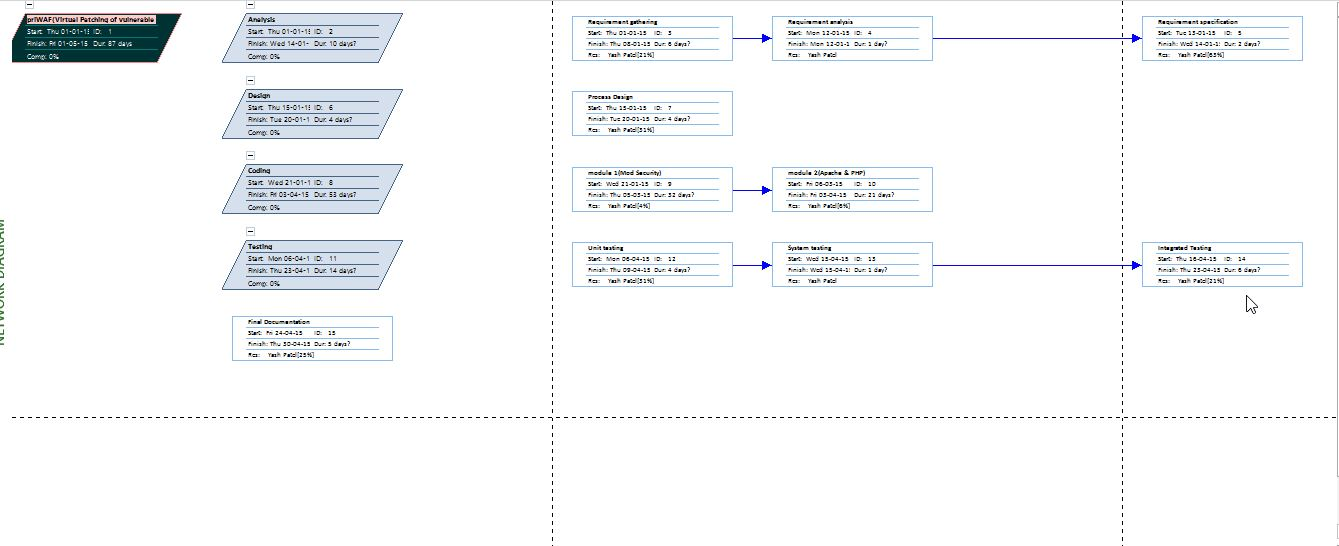 priWAF(Virtual Patching of Vulnerable
Start: Thu 01-01-15 ID: 1
Finish: Fri 01-05-15 Dur: 87 days
Comp: 0%
Analysis
Start: Thu 01-01-15 ID: 2
Finish: Wed 14-01- Dur: 10 days?
Comp: 0%
Requirement gathering
Start: Thu 01-01-15 ID: 3
Finish: Thu 08-01-15 Dur: 6 days?
Res: Yash Patel[21%]
Requirement analysis
Start: Mon 12-01-15 ID: 4
Finish: Mon 12-01-1 Dur: 1 day?
Res: Yash Patel
Requirement specification
Start: Tue 13-01-15 ID: 5
Finish: Wed 14-01-1 Dur: 2 days?
Res: Yash Patel[63%]
Design
Start: Thu 15-01-15 ID: 6
Finish: Tue 20-01-1 Dur: 4 days?
Comp: 0%
Process Design
Start: Thu 15-01-15 ID: 7
Finish: Tue 20-01-15 Dur: 4 days?
Res: Yash Patel[31%]
Coding
Start: Wed 21-01-1 ID: 8
Finish: Fri 03-04-15 Dur: 53 days?
Comp: 0%
module 1(Mod Security)
Start: Wed 21-01-15 ID: 9
Finish: Thu 05-03-15 Dur: 32 days?
Res: Yash Patel[4%]
module 2(Apache & PHP)
Start: Fri 06-03-15 ID: 10
Finish: Fri 03-04-15 Dur: 21 days?
Res: Yash Patel[6%]
Testing
Start: Mon 06-04-1 ID: 11
Finish: Thu 23-04-1 Dur: 14 days?
Comp: 0%
Unit testing
Start: Mon 06-04-15 ID: 12
Finish: Thu 09-04-15 Dur: 4 days?
Res: Yash Patel[31%]
System testing
Start: Wed 15-04-15 ID: 13
Finish: Wed 15-04-1 Dur: 1 day?
Res: Yash Patel
Integrated Testing
Start: Thu 16-04-15 ID: 14
Finish: Thu 23-04-15 Dur: 6 days?
Res: Yash Patel[21%]
Final Documentation
Start: Fri 24-04-15 ID: 15
Finish: Thu 30-04-15 Dur: 5 days?
Res: Yash Patel[25%]
NETWORK DIAGRAM